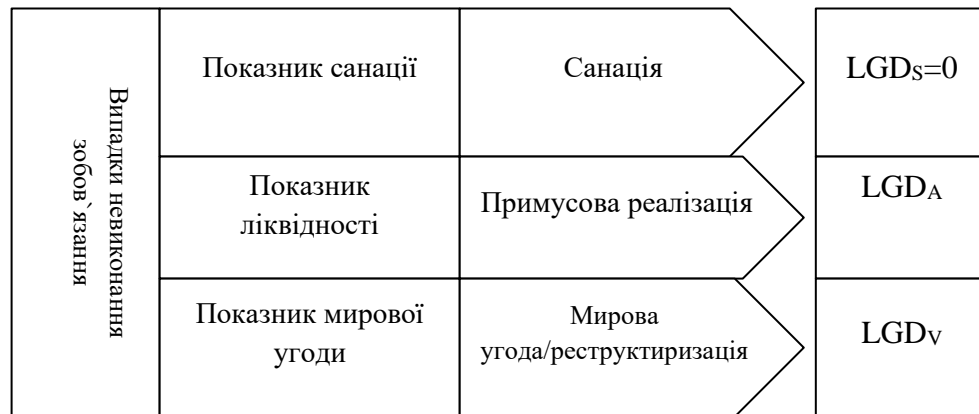 Випадки невиконання
зобов`язання
Показник санації
Санація
LGDS=0
Показник
ліквідності
Примусова реалізація
LGDA
Показник мирової
угоди
Мирова
угода/реструктиризація
LGDV